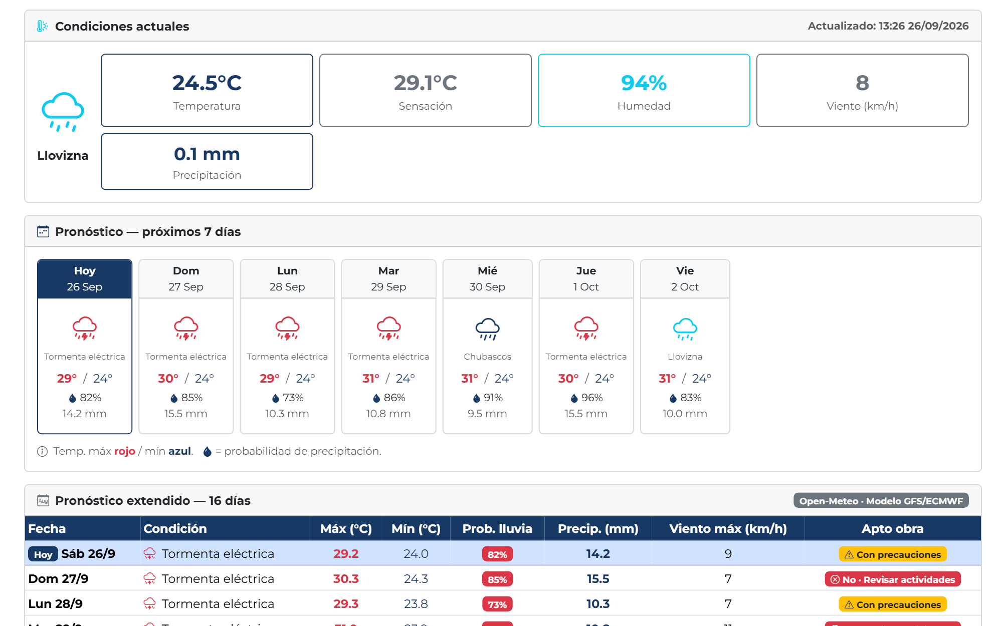 Condiciones actuales
Actualizado: 13:26 26/09/2026
Llovizna
24.5°C
Temperatura
29.1°C
Sensación
94%
Humedad
8
Viento (km/h)
0.1 mm
Precipitación
Pronóstico — próximos 7 días
Hoy
26 Sep
Tormenta eléctrica
29° / 24°
82%
14.2 mm
Dom
27 Sep
Tormenta eléctrica
30° / 24°
85%
15.5 mm
Lun
28 Sep
Tormenta eléctrica
29° / 24°
73%
10.3 mm
Mar
29 Sep
Tormenta eléctrica
31° / 24°
86%
10.8 mm
Mié
30 Sep
Chubascos
31° / 24°
91%
9.5 mm
Jue
1 Oct
Tormenta eléctrica
30° / 24°
96%
15.5 mm
Vie
2 Oct
Llovizna
31° / 24°
83%
10.0 mm
Temp. máx rojo / mín azul. = probabilidad de precipitación.
Aug Pronóstico extendido — 16 días
Open-Meteo · Modelo GFS/ECMWF
Fecha Condición Máx (°C) Mín (°C) Prob. lluvia Precip. (mm) Viento máx (km/h) Apto obra
Hoy Sáb 26/9 Tormenta eléctrica 29.2 24.0 82% 14.2 9 Con precauciones
Dom 27/9 Tormenta eléctrica 30.3 24.3 85% 15.5 7 No · Revisar actividades
Lun 28/9 Tormenta eléctrica 29.3 23.8 73% 10.3 7 Con precauciones